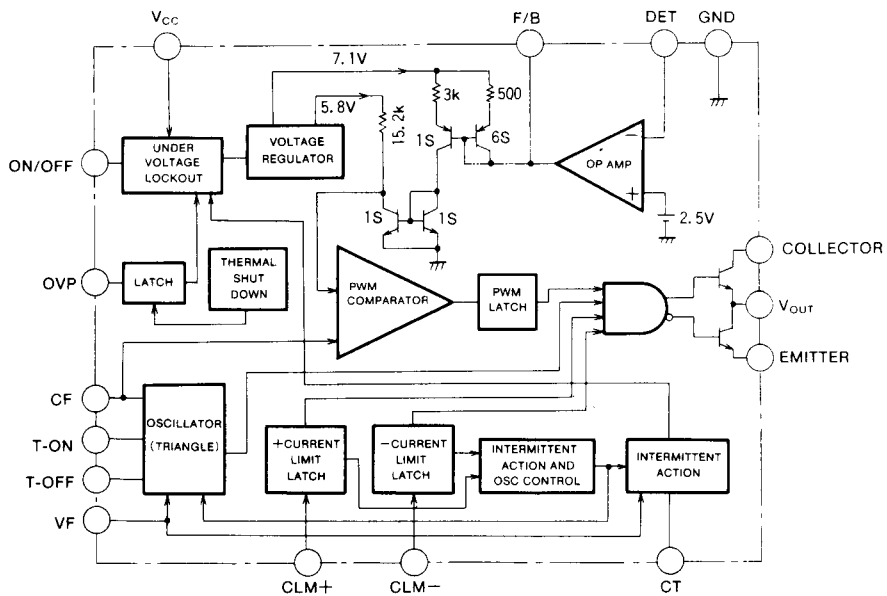 VCC
F/B
DET
GND
7.1V
5.8V
15.2k
3k
500
1S
6S
ON/OFF
UNDER
VOLTAGE
LOCKOUT
VOLTAGE
REGULATOR
OP AMP
−
+
2.5V
1S
1S
COLLECTOR
OVP
LATCH
THERMAL
SHUT
DOWN
PWM
COMPARATOR
PWM
LATCH
VOUT
EMITTER
CF
OSCILLATOR
(TRIANGLE)
T-ON
T-OFF
+CURRENT
LIMIT
LATCH
−CURRENT
LIMIT
LATCH
INTERMITTENT
ACTION AND
OSC CONTROL
INTERMITTENT
ACTION
VF
CLM+
CLM−
CT